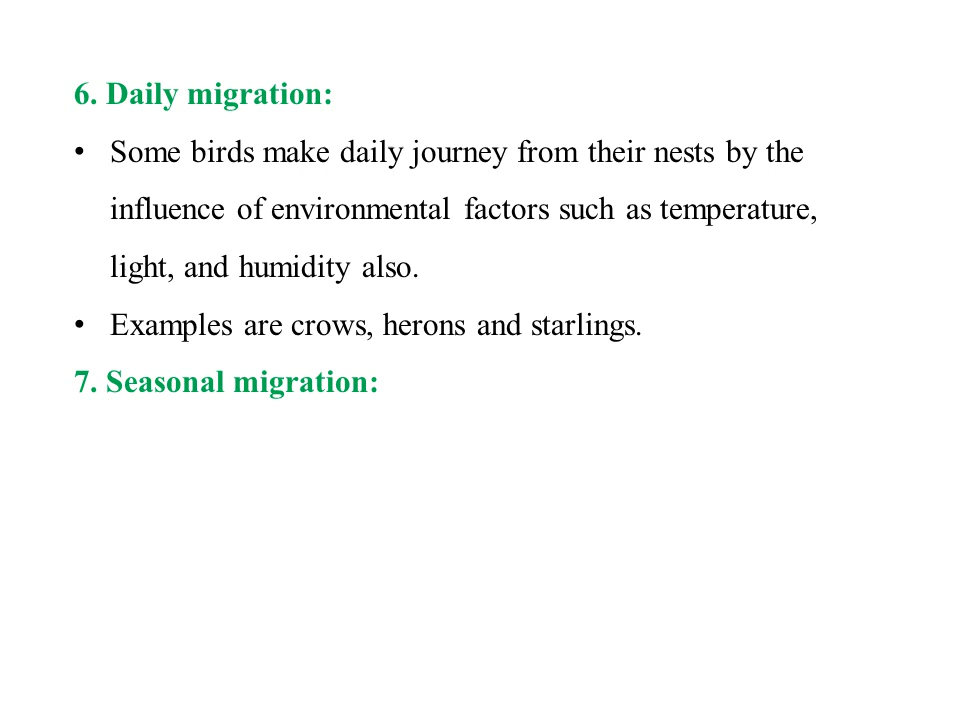 6. Daily migration:
• Some birds make daily journey from their nests by the
influence of environmental factors such as temperature,
light, and humidity also.
• Examples are crows, herons and starlings.
7. Seasonal migration: